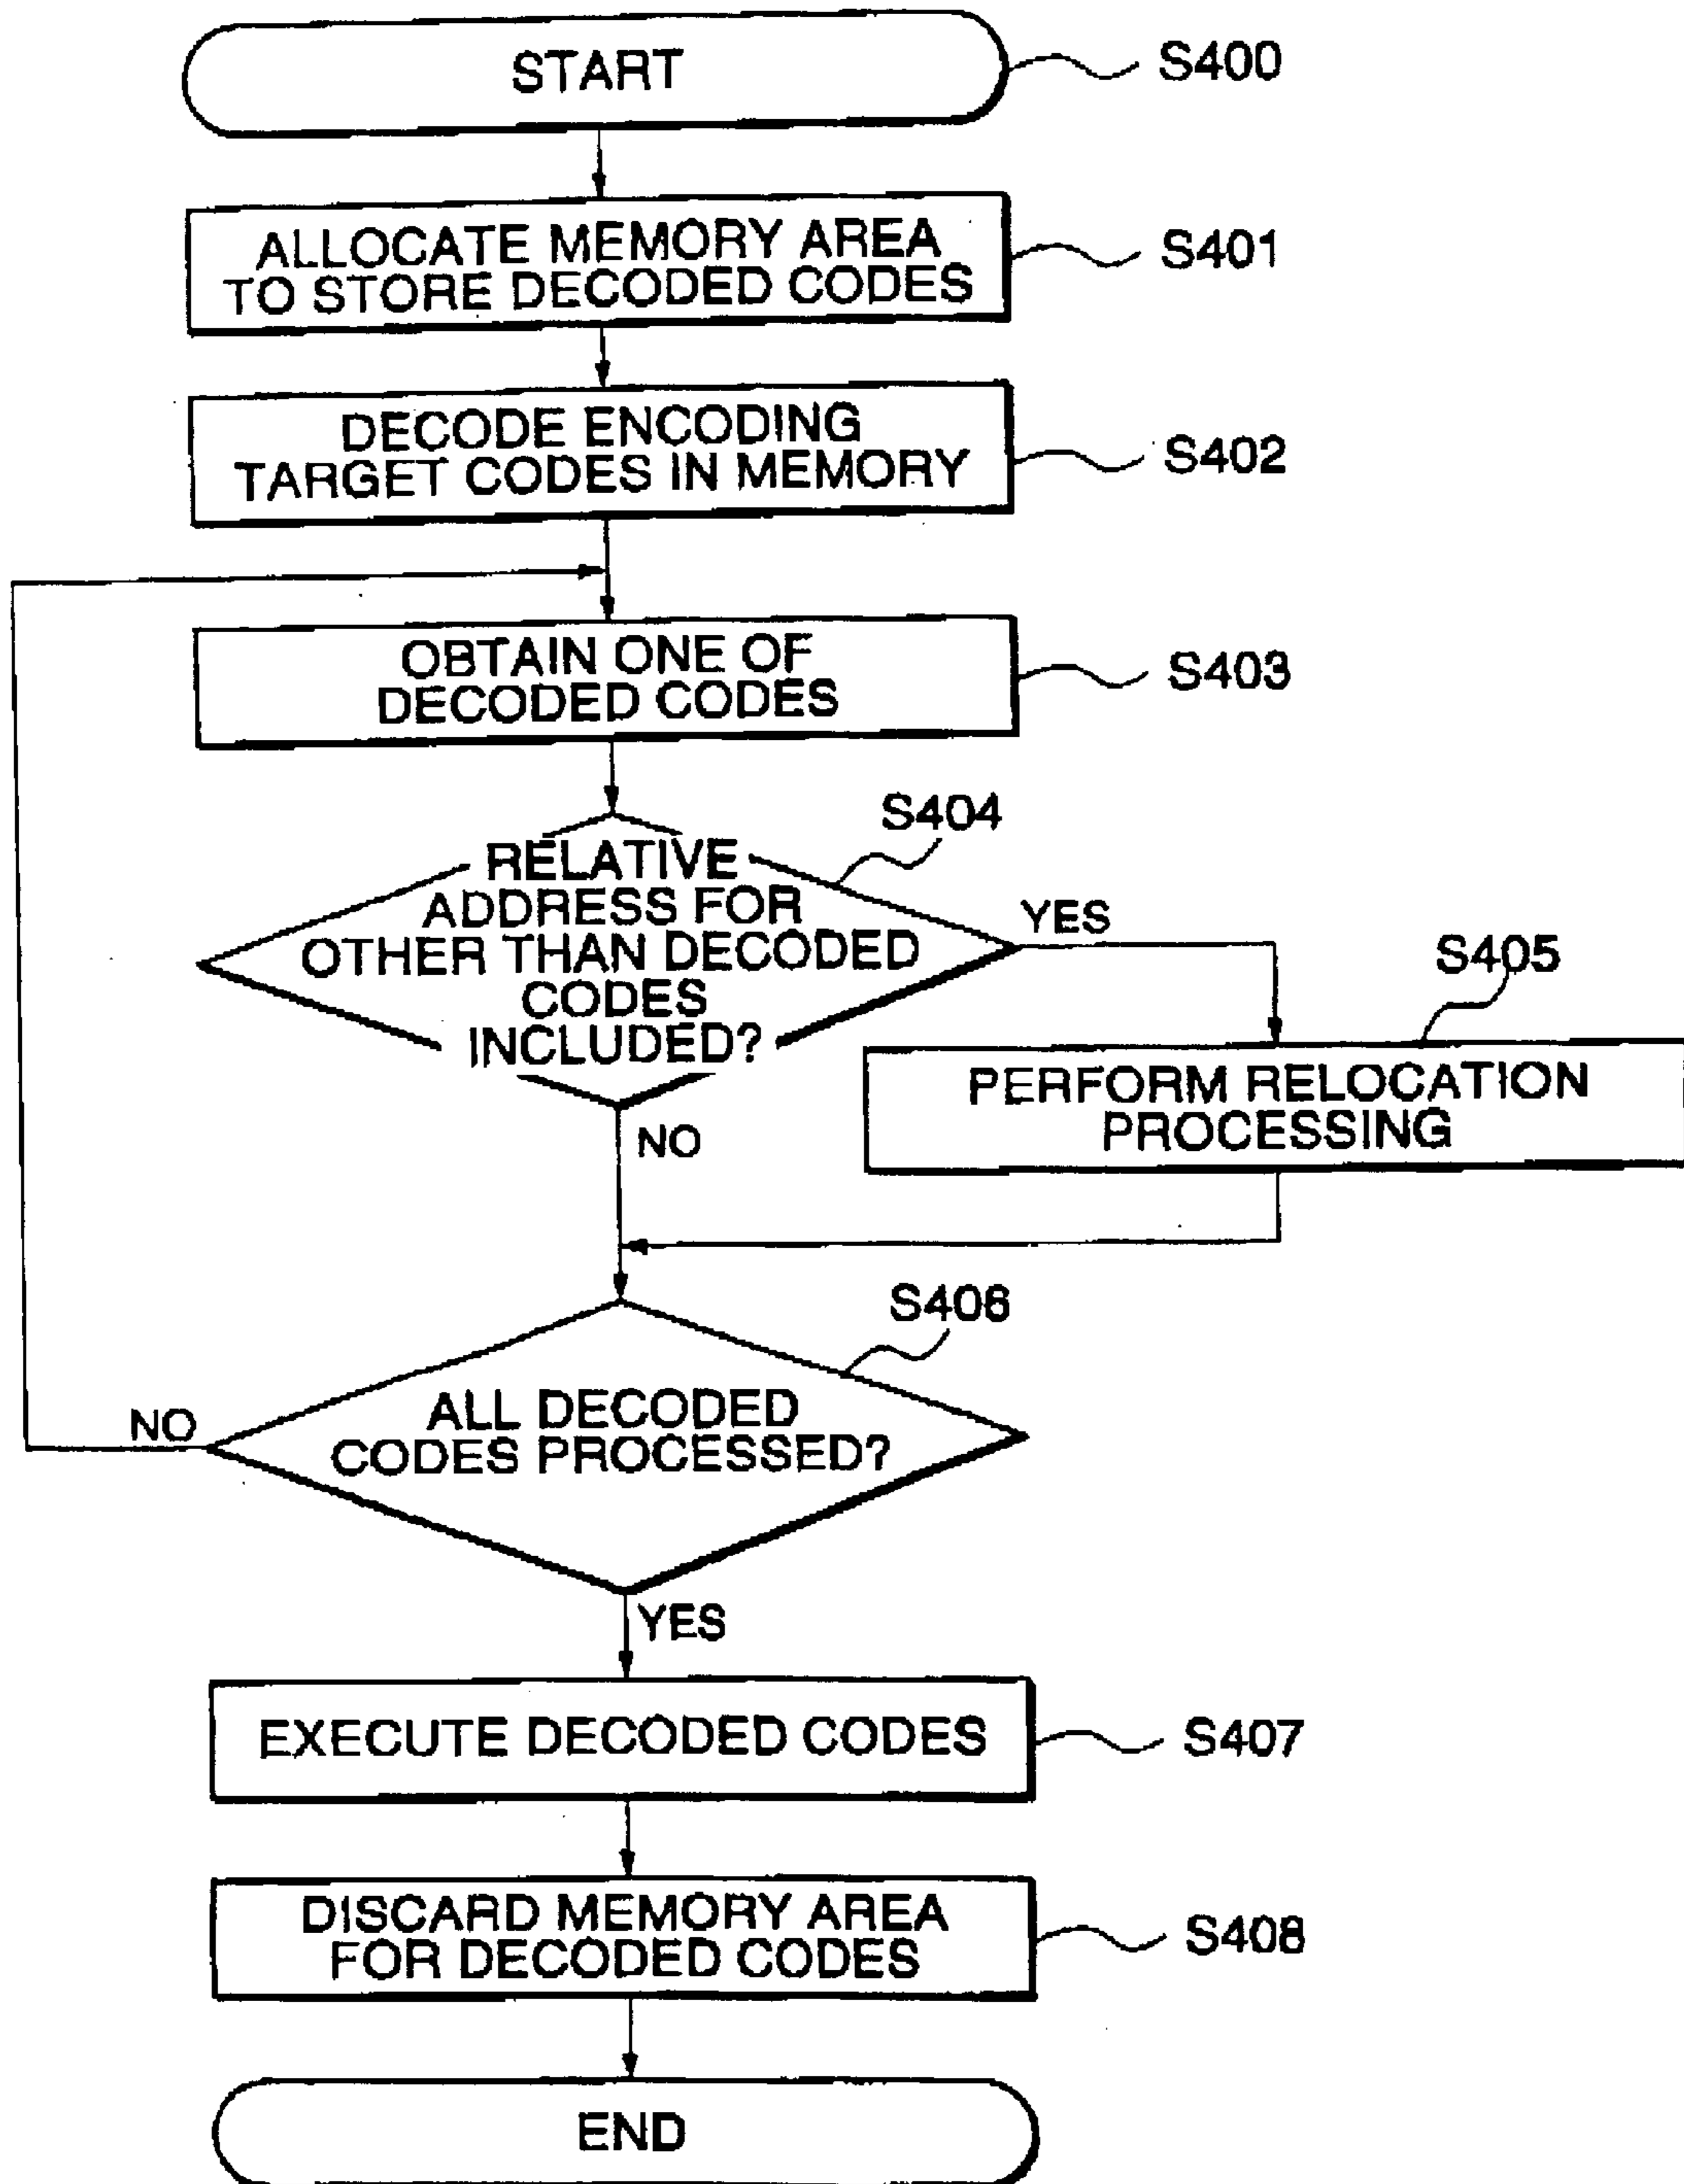 START
S400
ALLOCATE MEMORY AREA
TO STORE DECODED CODES
S401
DECODE ENCODING
TARGET CODES IN MEMORY
S402
OBTAIN ONE OF
DECODED CODES
S403
S404
RELATIVE
ADDRESS FOR
OTHER THAN DECODED
CODES
INCLUDED?
YES
S405
PERFORM RELOCATION
PROCESSING
NO
S406
ALL DECODED
CODES PROCESSED?
NO
YES
EXECUTE DECODED CODES
S407
DISCARD MEMORY AREA
FOR DECODED CODES
S408
END